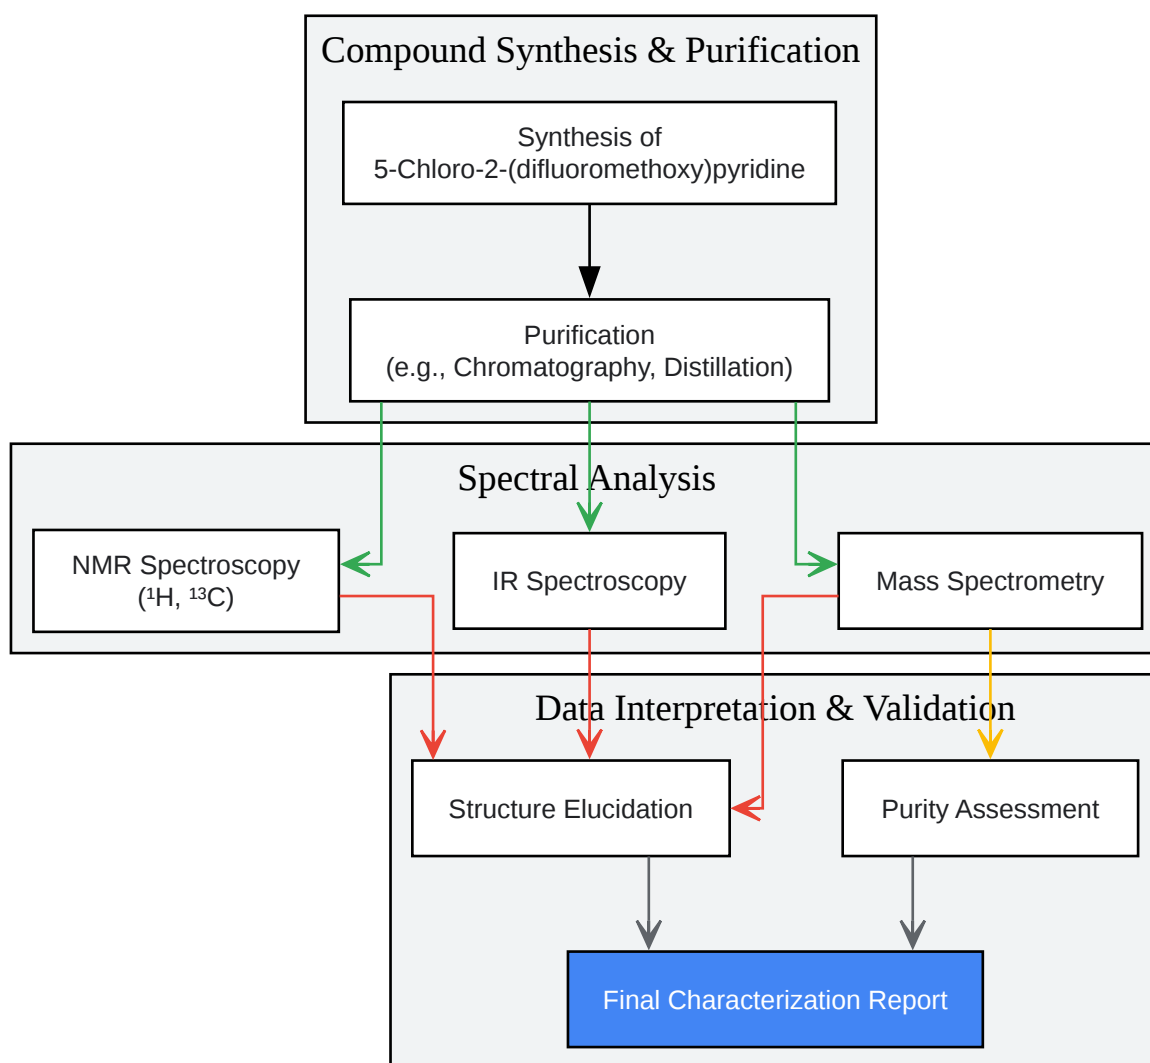 Compound Synthesis & Purification
Synthesis of
5-Chloro-2-(difluoromethoxy)pyridine
Purification
(e.g., Chromatography, Distillation)
Spectral Analysis
NMR Spectroscopy
(¹H, ¹³C)
IR Spectroscopy
Mass Spectrometry
Data Interpretation & Validation
Structure Elucidation
Purity Assessment
Final Characterization Report